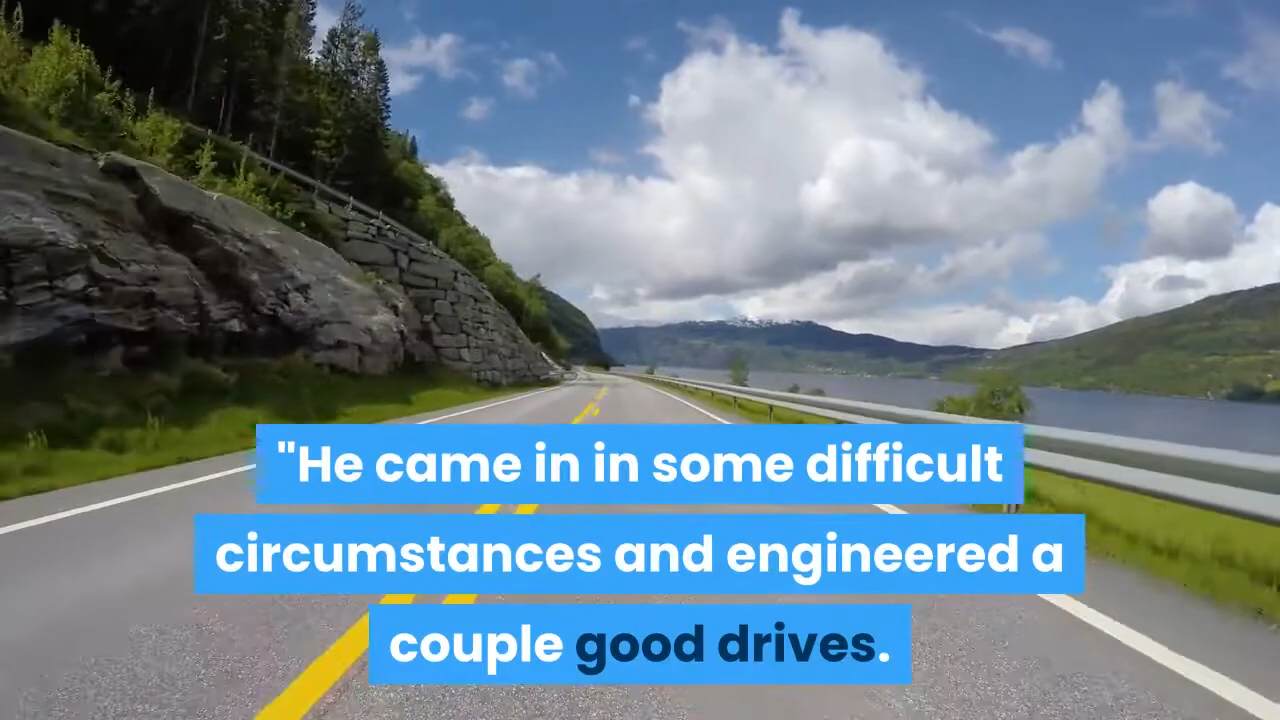 "He came in in some difficult
circumstances and engineered a
couple good drives.